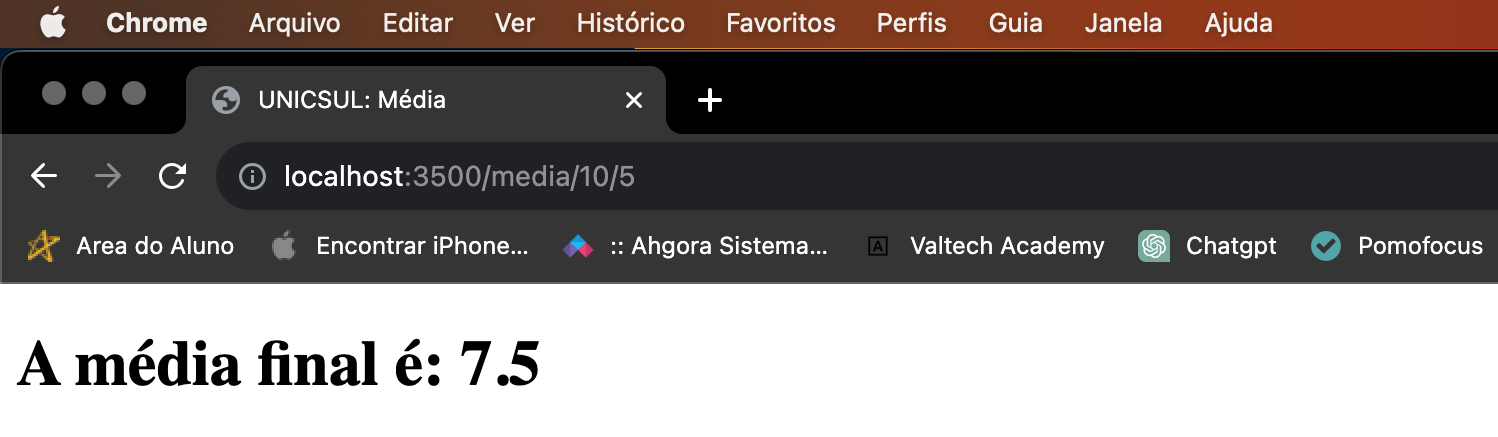 Chrome Arquivo Editar Ver Histórico Favoritos Perfis Guia Janela Ajuda
UNICSUL: Média
localhost:3500/media/10/5
Area do Aluno Encontrar iPhone... :: Ahgora Sistema... A Valtech Academy Chatgpt Pomofocus
A média final é: 7.5